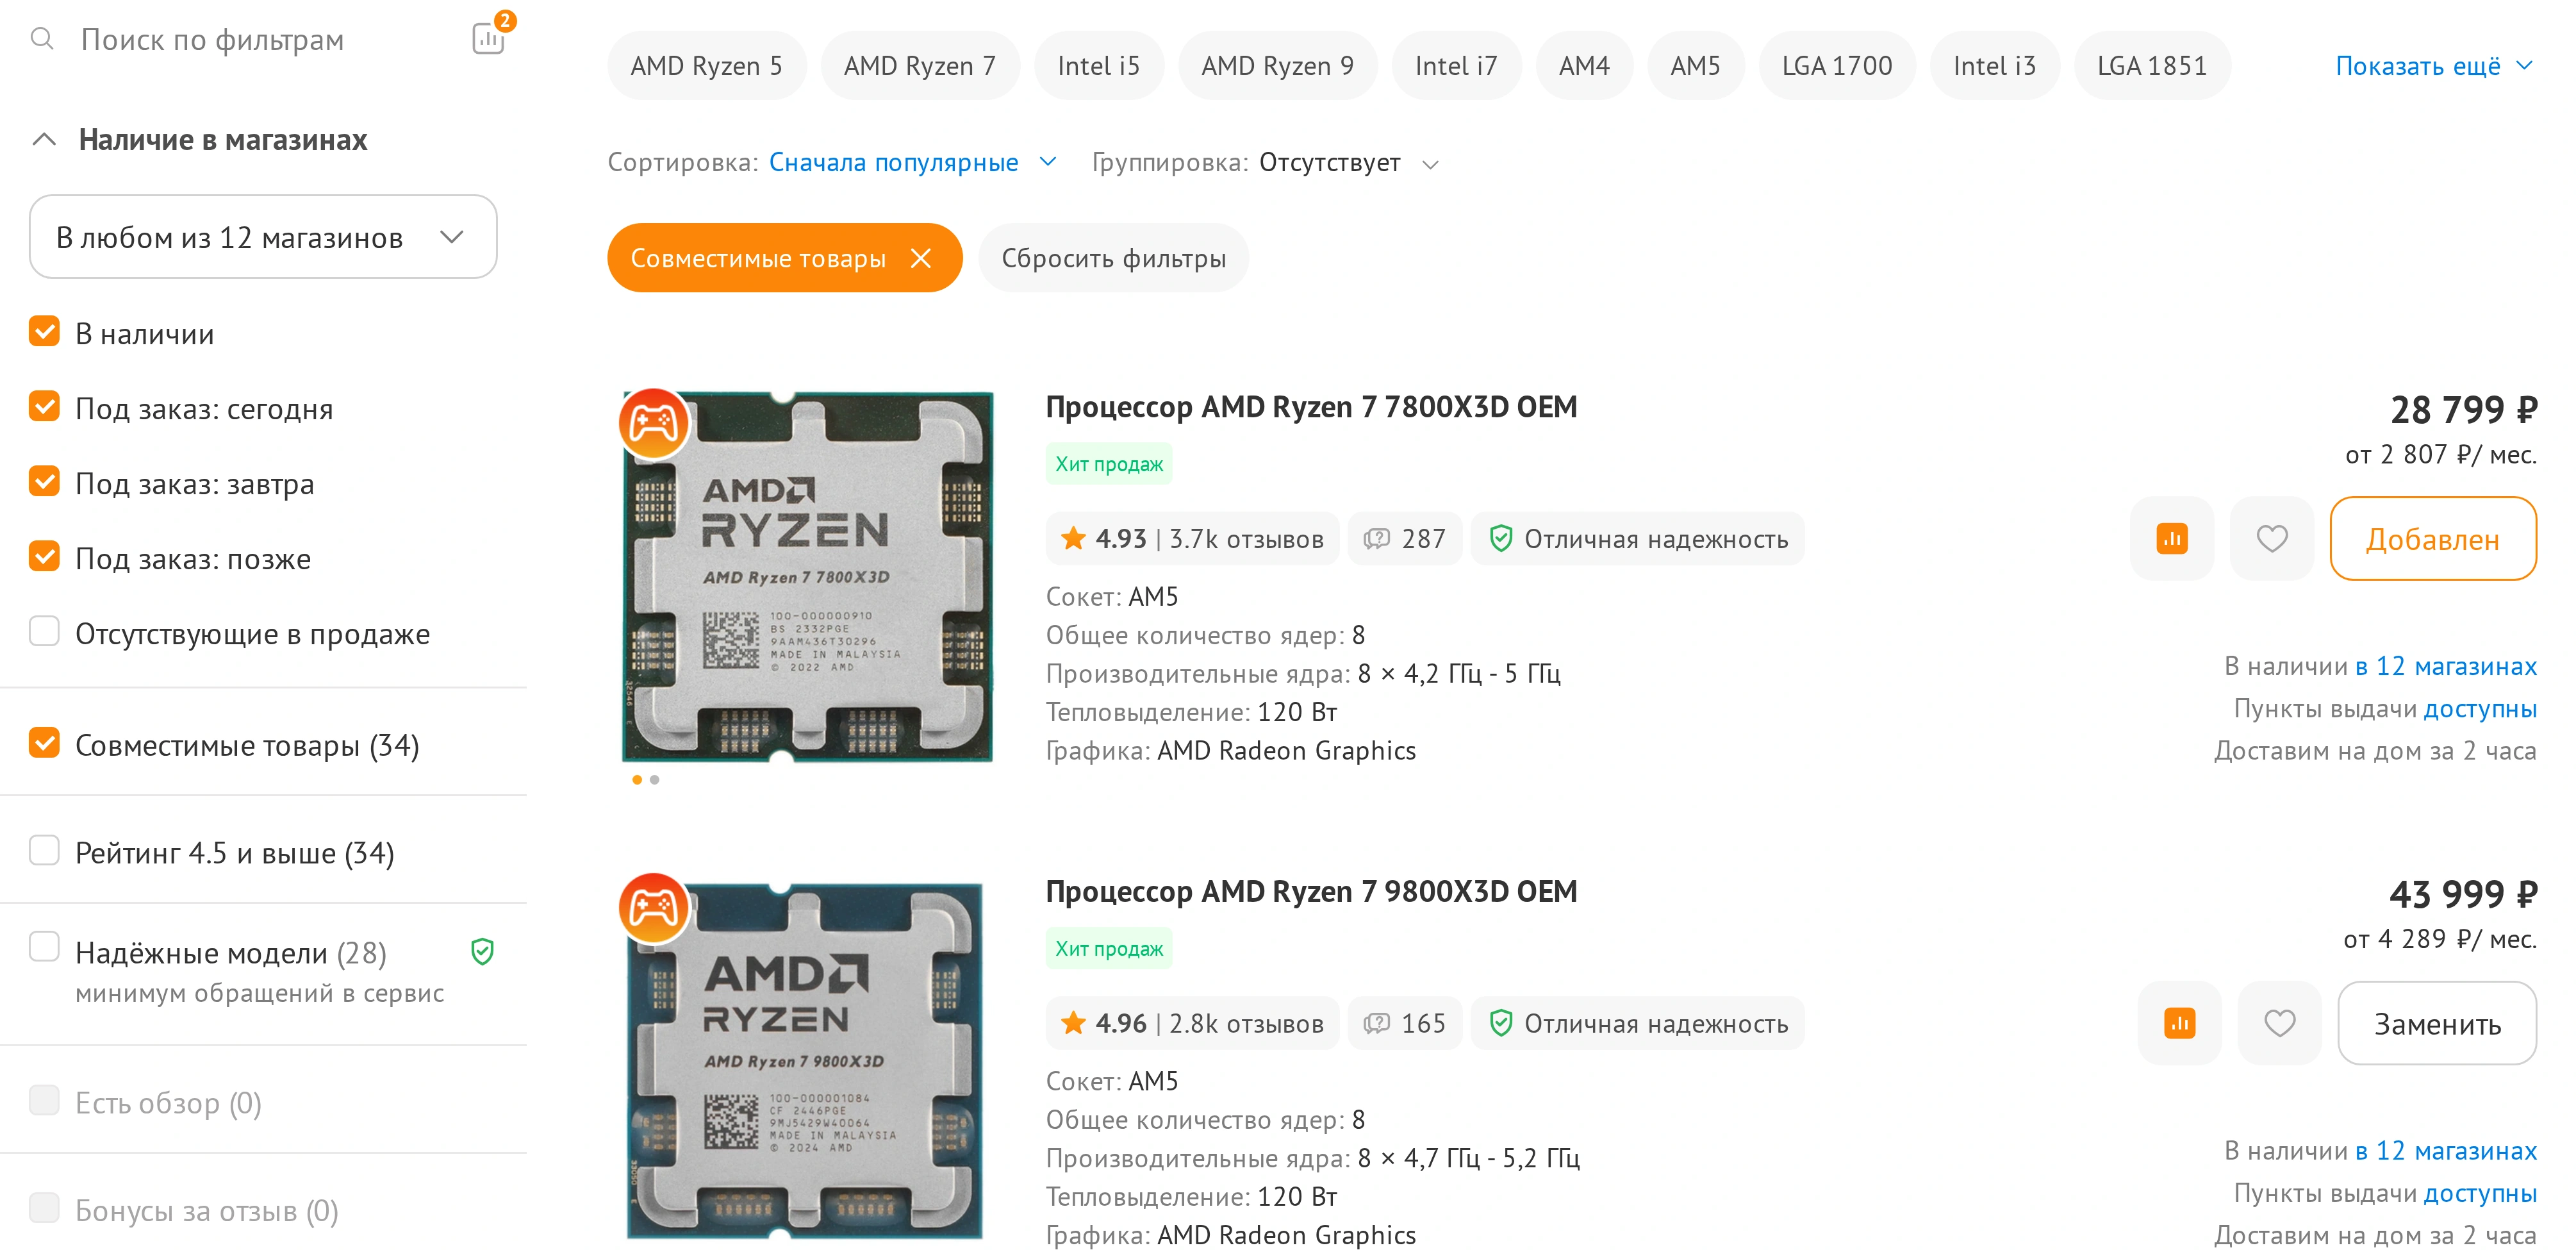 Поиск по фильтрам
2
Наличие в магазинах
В любом из 12 магазинов
В наличии
Под заказ: сегодня
Под заказ: завтра
Под заказ: позже
Отсутствующие в продаже
Совместимые товары (34)
Рейтинг 4.5 и выше (34)
Надёжные модели (28)
минимум обращений в сервис
Есть обзор (0)
Бонусы за отзыв (0)
AMD Ryzen 5 AMD Ryzen 7 Intel i5 AMD Ryzen 9 Intel i7 AM4 AM5 LGA 1700 Intel i3 LGA 1851 Показать ещё
Сортировка: Сначала популярные Группировка: Отсутствует
Совместимые товары Сбросить фильтры
AMD
RYZEN
AMD Ryzen 7 7800X3D
100-000000910
BS 2332PGE
9AAM436T30296
MADE IN MALAYSIA
© 2022 AMD
Процессор AMD Ryzen 7 7800X3D OEM
Хит продаж
4.93 | 3.7k отзывов 287 Отличная надежность
Сокет: AM5
Общее количество ядер: 8
Производительные ядра: 8 × 4,2 ГГц - 5 ГГц
Тепловыделение: 120 Вт
Графика: AMD Radeon Graphics
28 799 ₽
от 2 807 ₽/ мес.
Добавлен
В наличии в 12 магазинах
Пункты выдачи доступны
Доставим на дом за 2 часа
AMD
RYZEN
AMD Ryzen 7 9800X3D
100-000001084
CF 2446PGE
9MJ5429W40064
MADE IN MALAYSIA
© 2024 AMD
Процессор AMD Ryzen 7 9800X3D OEM
Хит продаж
4.96 | 2.8k отзывов 165 Отличная надежность
Сокет: AM5
Общее количество ядер: 8
Производительные ядра: 8 × 4,7 ГГц - 5,2 ГГц
Тепловыделение: 120 Вт
Графика: AMD Radeon Graphics
43 999 ₽
от 4 289 ₽/ мес.
Заменить
В наличии в 12 магазинах
Пункты выдачи доступны
Доставим на дом за 2 часа